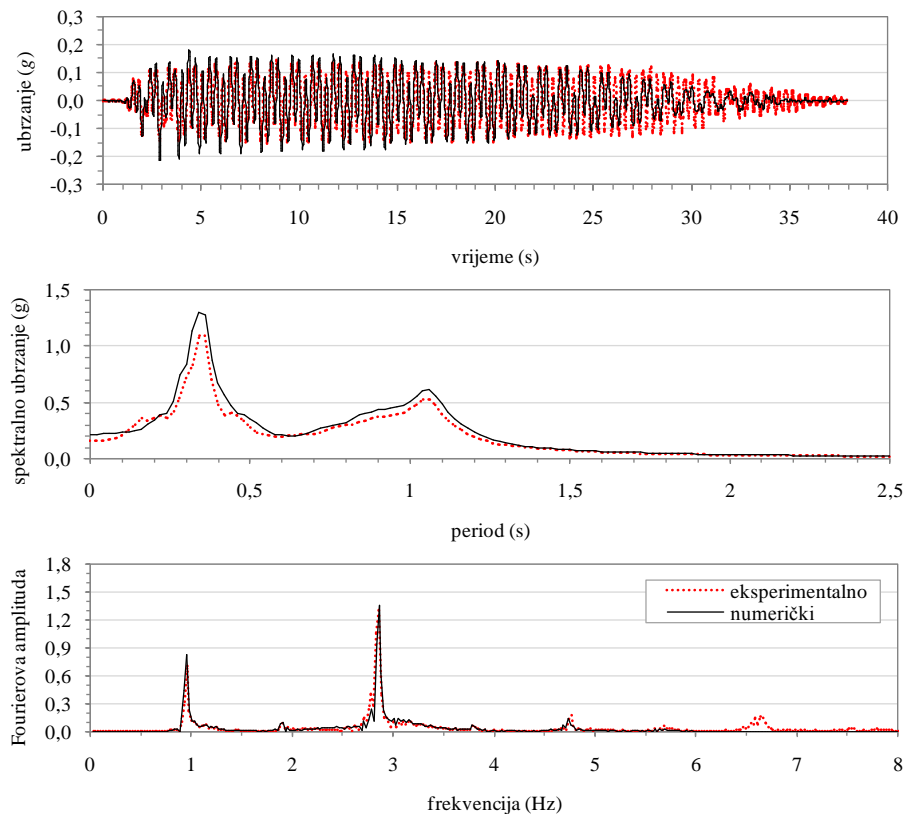 ubrzanje (g)
0,3
0,2
0,1
0,0
-0,1
-0,2
-0,3
0 5 10 15 20 25 30 35 40
vrijeme (s)
spektralno ubrzanje (g)
1,5
1,0
0,5
0,0
0 0,5 1 1,5 2 2,5
period (s)
Fourierova amplituda
1,8
1,5
1,2
0,9
0,6
0,3
0,0
eksperimentalno
numerički
0 1 2 3 4 5 6 7 8
frekvencija (Hz)